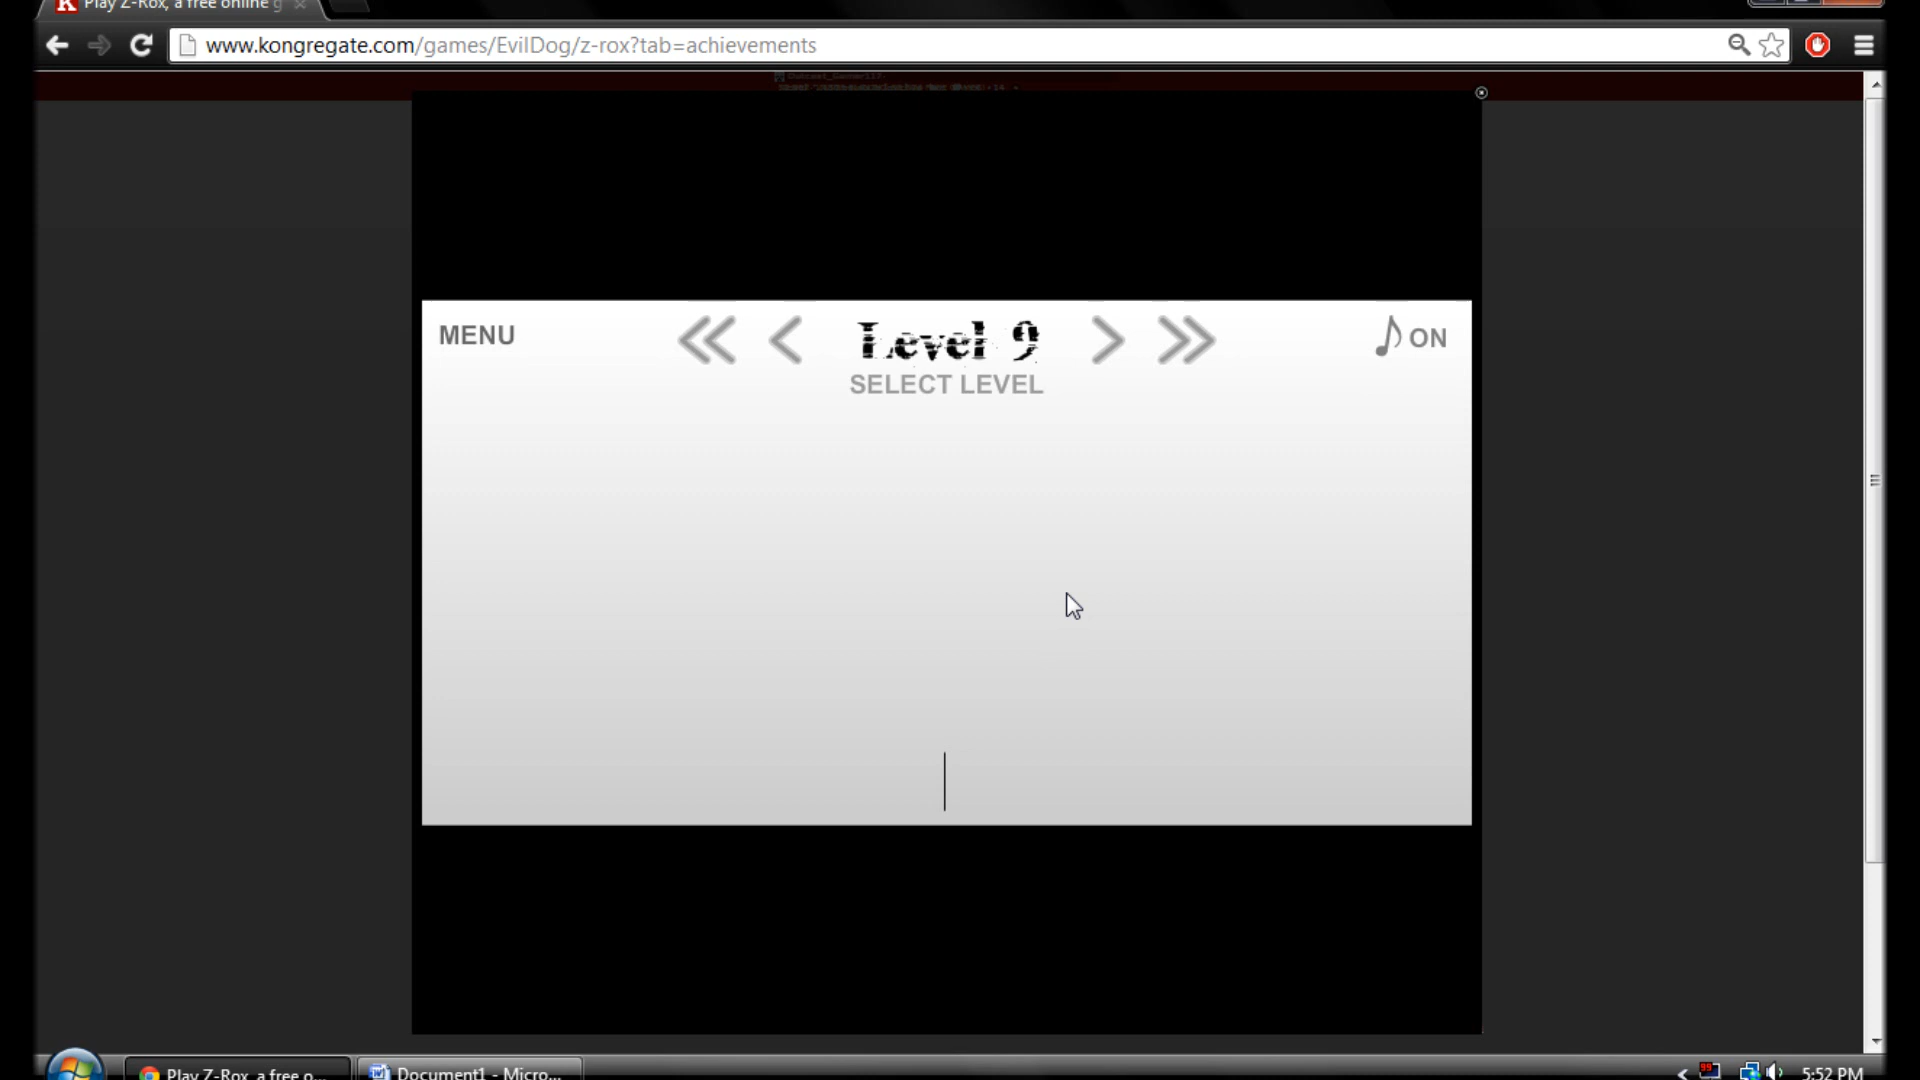 Play Z-Rox, a free online g
www.kongregate.com/games/EvilDog/z-rox?tab=achievements
MENU
Level 9
ON
SELECT LEVEL
Play Z-Rox, a free o...
Document1 - Micro...
99
5:52 PM